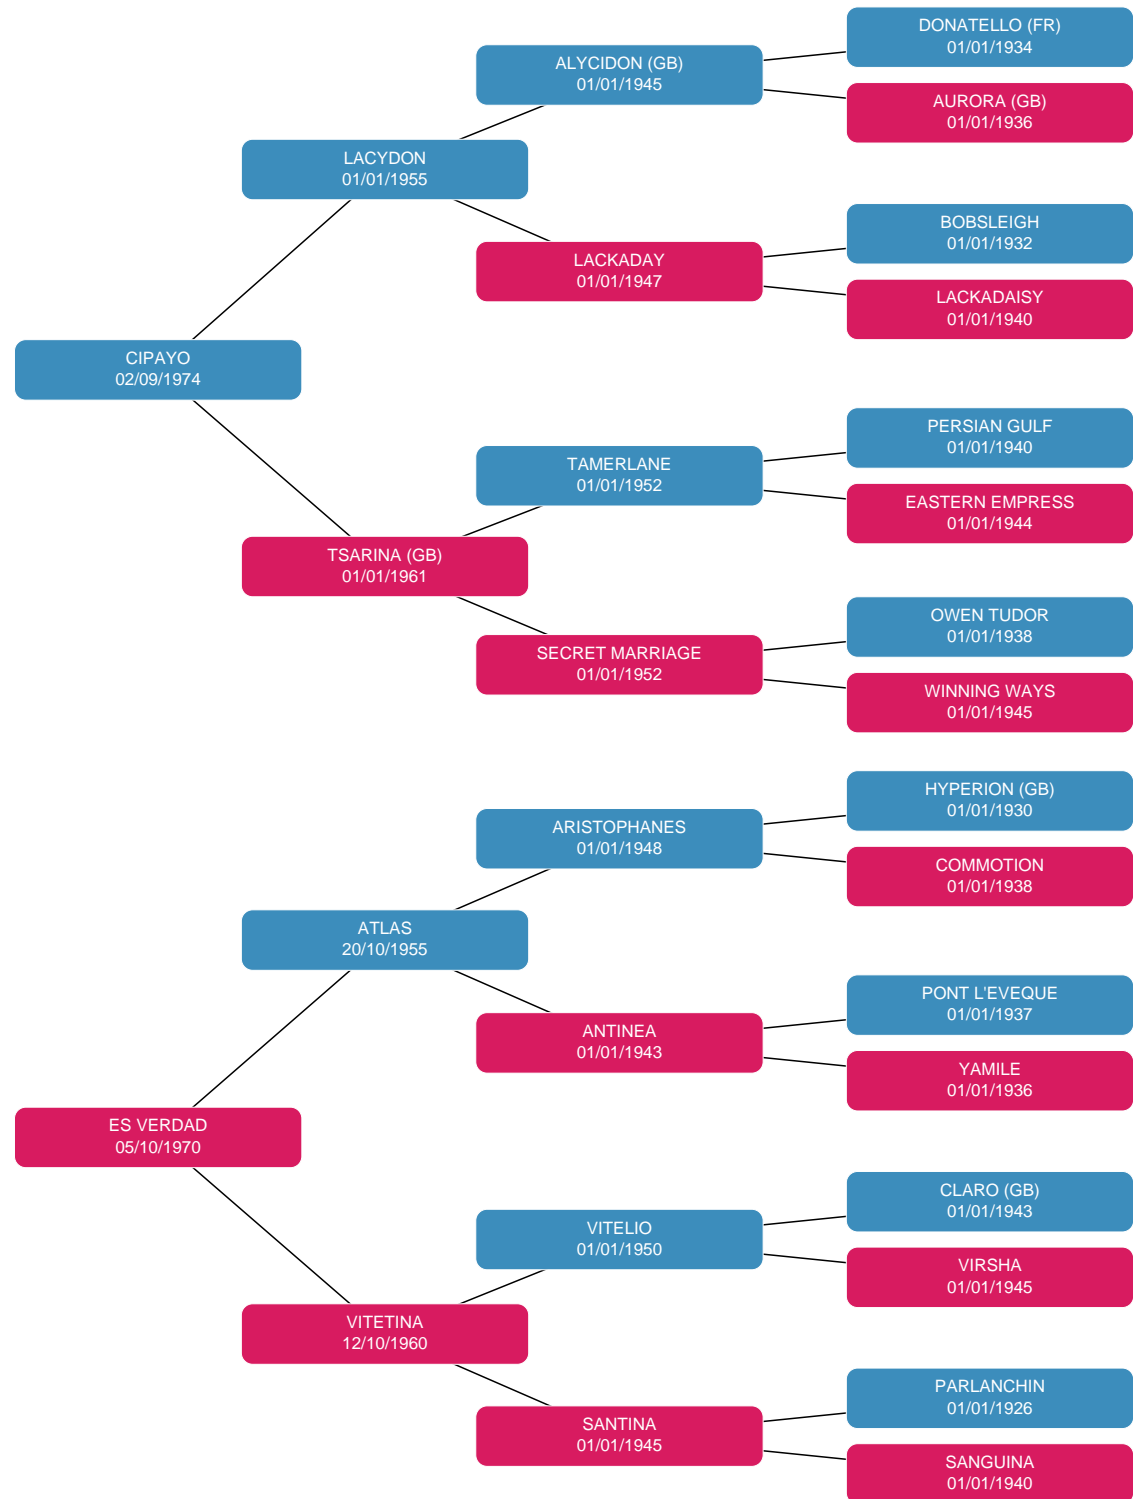 DONATELLO (FR)
01/01/1934
ALYCIDON (GB)
01/01/1945
AURORA (GB)
01/01/1936
LACYDON
01/01/1955
BOBSLEIGH
01/01/1932
LACKADAY
01/01/1947
LACKADAISY
01/01/1940
CIPAYO
02/09/1974
PERSIAN GULF
01/01/1940
TAMERLANE
01/01/1952
EASTERN EMPRESS
01/01/1944
TSARINA (GB)
01/01/1961
OWEN TUDOR
01/01/1938
SECRET MARRIAGE
01/01/1952
WINNING WAYS
01/01/1945
HYPERION (GB)
01/01/1930
ARISTOPHANES
01/01/1948
COMMOTION
01/01/1938
ATLAS
20/10/1955
PONT L'EVEQUE
01/01/1937
ANTINEA
01/01/1943
YAMILE
01/01/1936
ES VERDAD
05/10/1970
CLARO (GB)
01/01/1943
VITELIO
01/01/1950
VIRSHA
01/01/1945
VITETINA
12/10/1960
PARLANCHIN
01/01/1926
SANTINA
01/01/1945
SANGUINA
01/01/1940